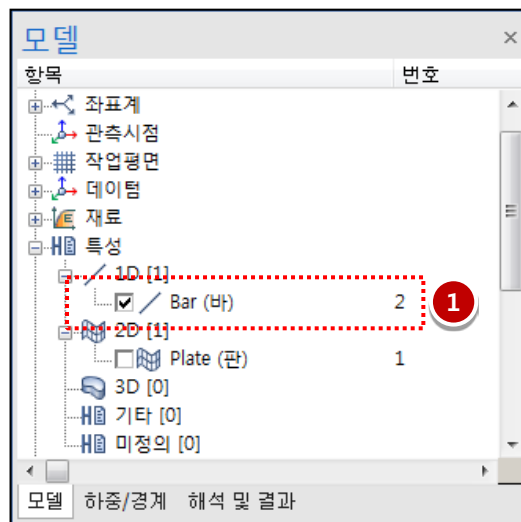 모델
항목 번호
좌표계
관측시점
작업평면
데이텀
재료
특성
1D [1]
Bar (바) 2
1
2D [1]
Plate (판) 1
3D [0]
기타 [0]
미정의 [0]
모델 하중/경계 해석 및 결과